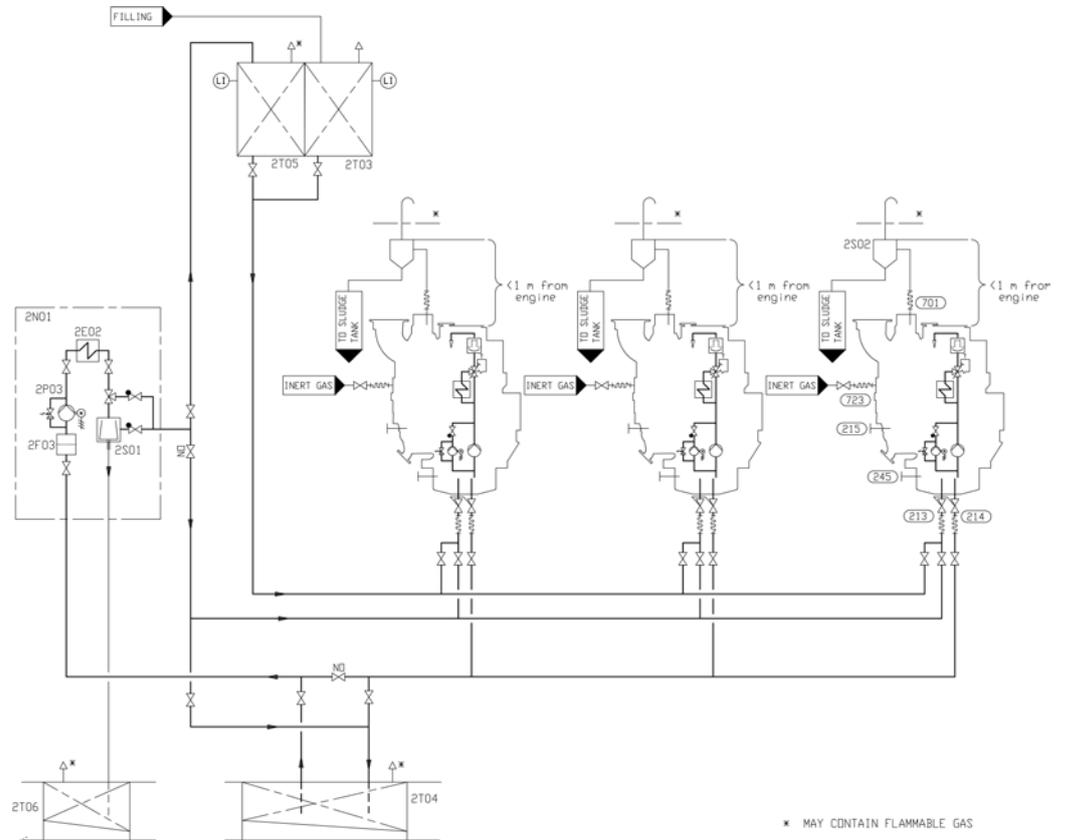 FILLING
*
LI
LI
2T05
2T03
*
*
*
2S02
<1 m from
engine
<1 m from
engine
<1 m from
engine
701
TO SLUDGE
TANK
TO SLUDGE
TANK
TO SLUDGE
TANK
2N01
2E02
2P03
2F03
2S01
INERT GAS
INERT GAS
INERT GAS
723
215
NO
245
213
214
NO
*
*
2T06
2T04
* MAY CONTAIN FLAMMABLE GAS